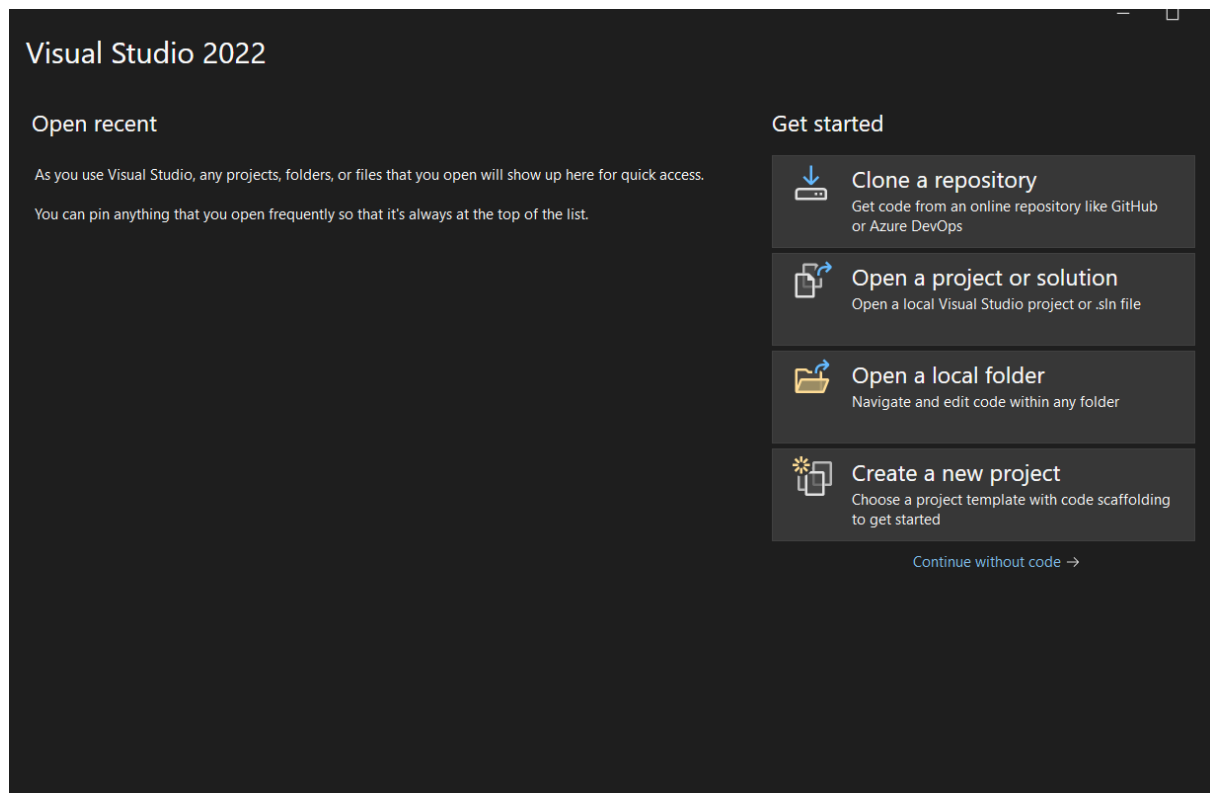 Visual Studio 2022
Open recent
As you use Visual Studio, any projects, folders, or files that you open will show up here for quick access.
You can pin anything that you open frequently so that it's always at the top of the list.
Get started
Clone a repository
Get code from an online repository like GitHub
or Azure DevOps
Open a project or solution
Open a local Visual Studio project or .sln file
Open a local folder
Navigate and edit code within any folder
Create a new project
Choose a project template with code scaffolding
to get started
Continue without code →